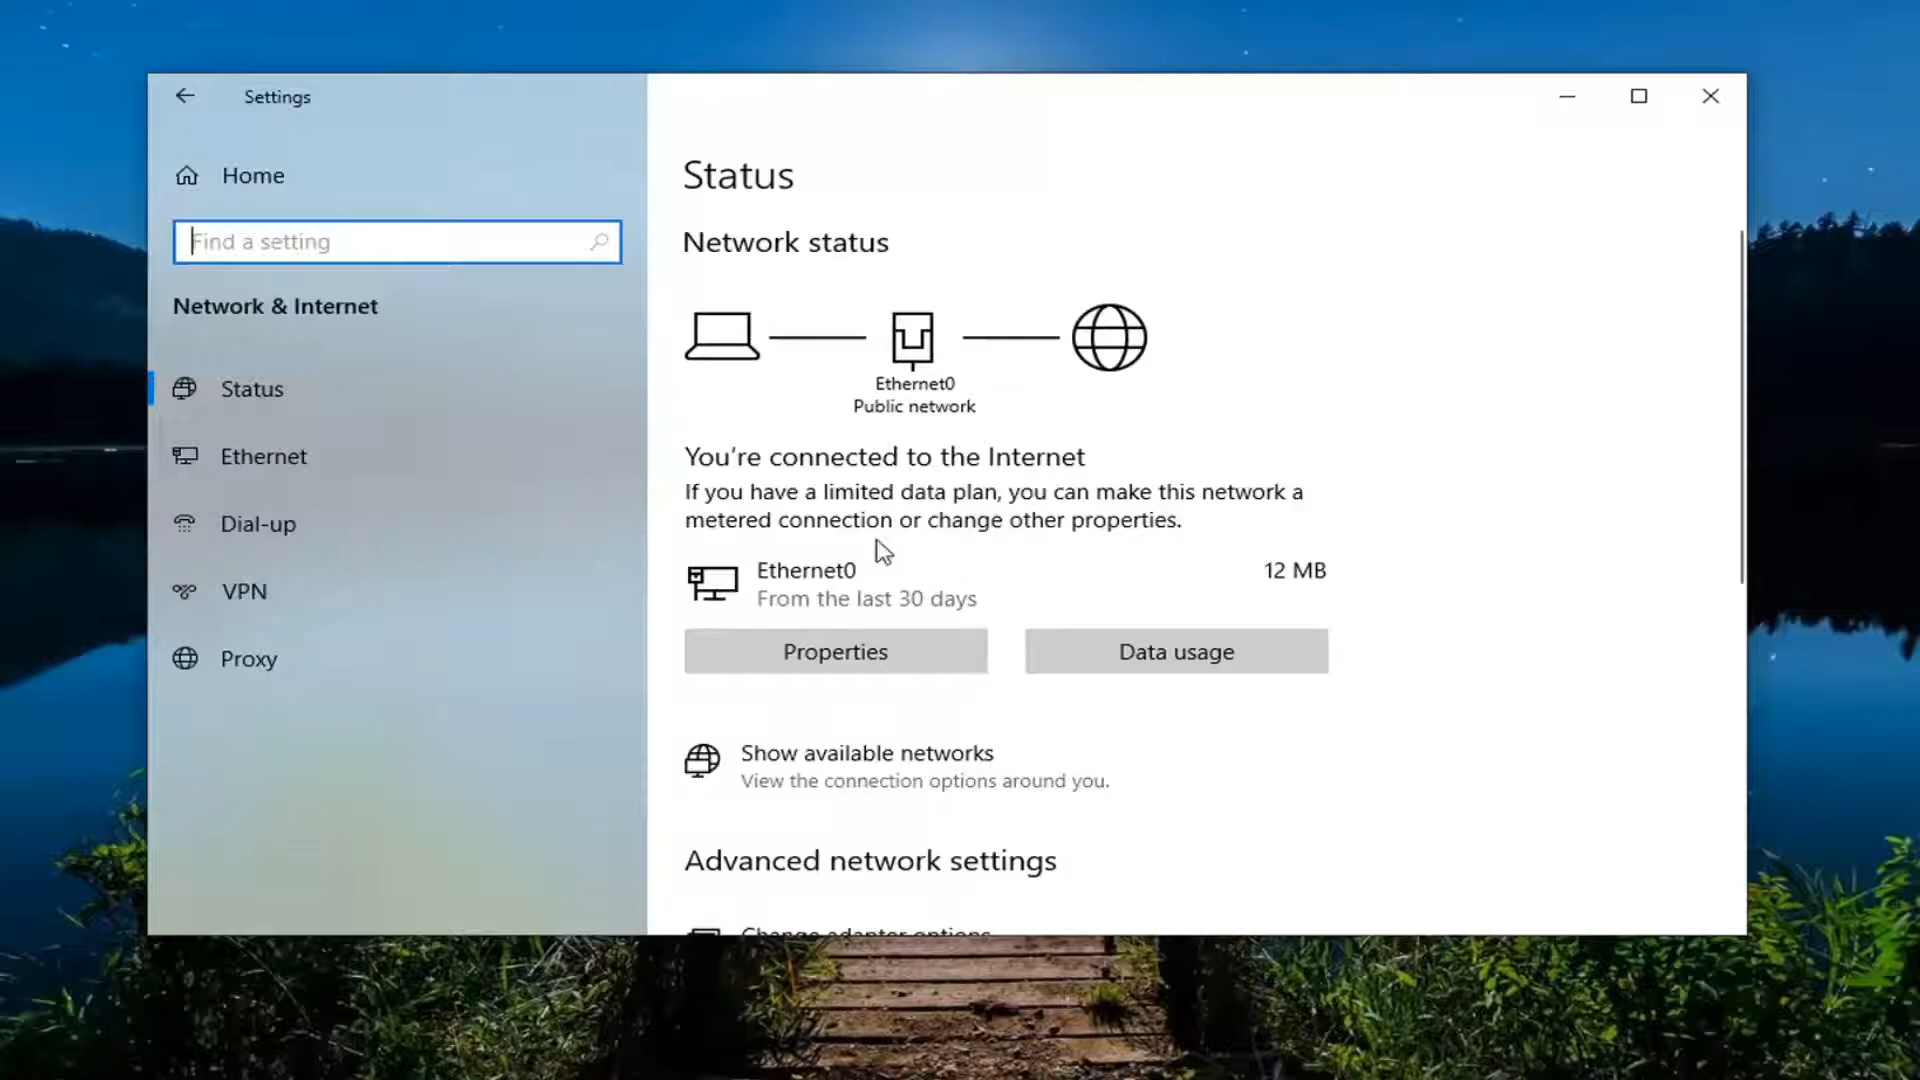 Settings
Home
Find a setting
Network & Internet
Status
Ethernet
Dial-up
VPN
Proxy
Status
Network status
Ethernet0
Public network
You're connected to the Internet
If you have a limited data plan, you can make this network a
metered connection or change other properties.
Ethernet0 12 MB
From the last 30 days
Properties Data usage
Show available networks
View the connection options around you.
Advanced network settings
Change adapter options